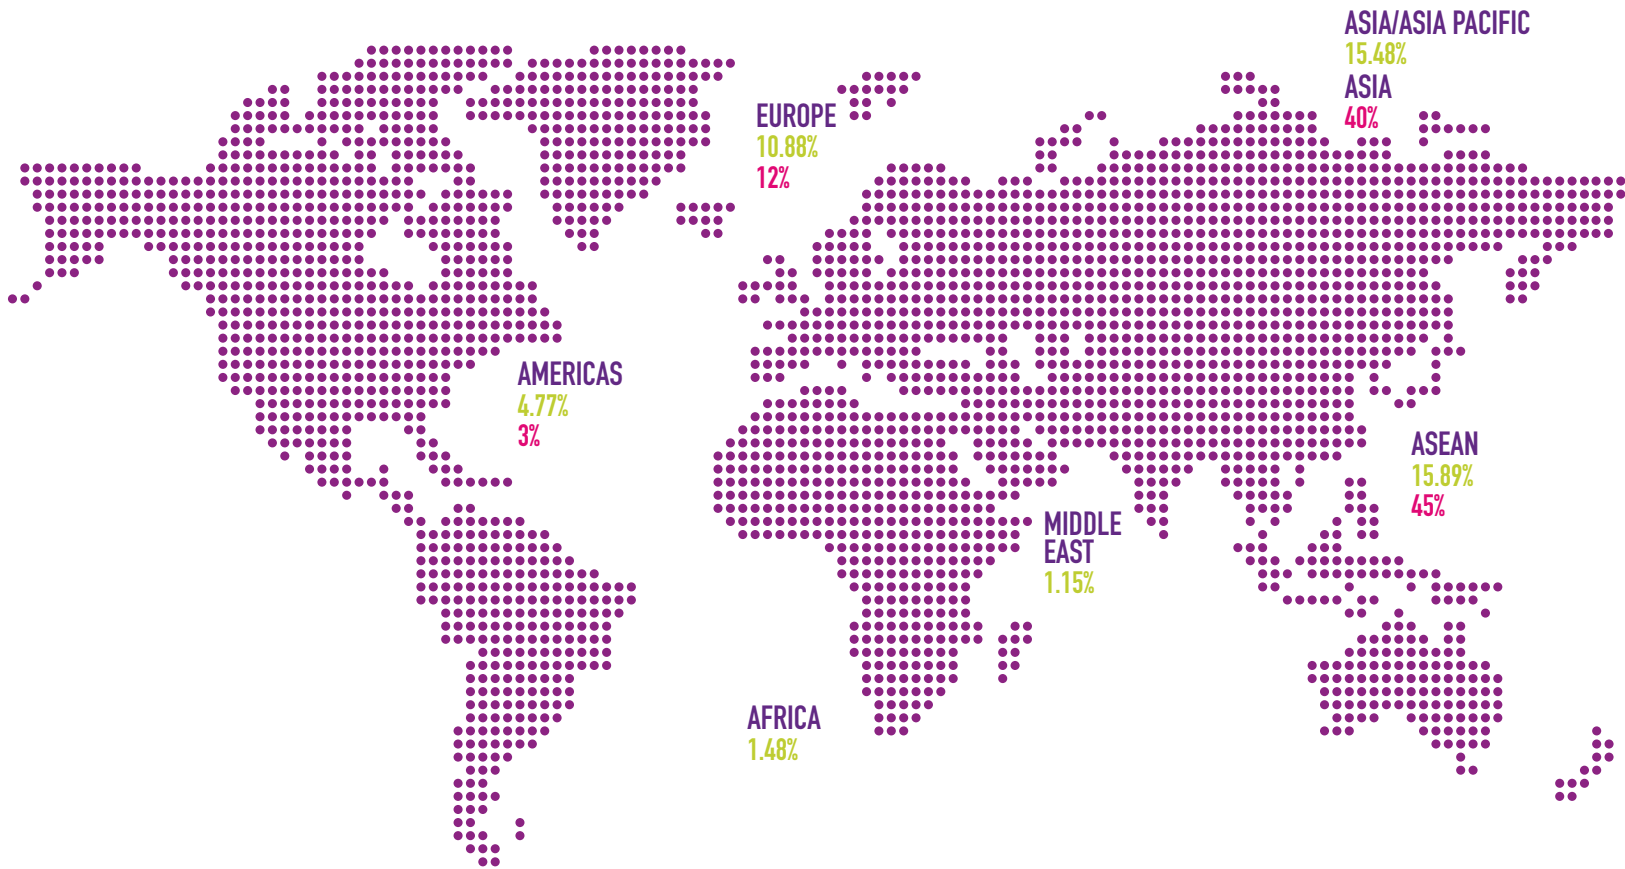 ASIA/ASIA PACIFIC
15.48%
ASIA
40%
EUROPE
10.88%
12%
AMERICAS
4.77%
3%
ASEAN
15.89%
45%
MIDDLE
EAST
1.15%
AFRICA
1.48%